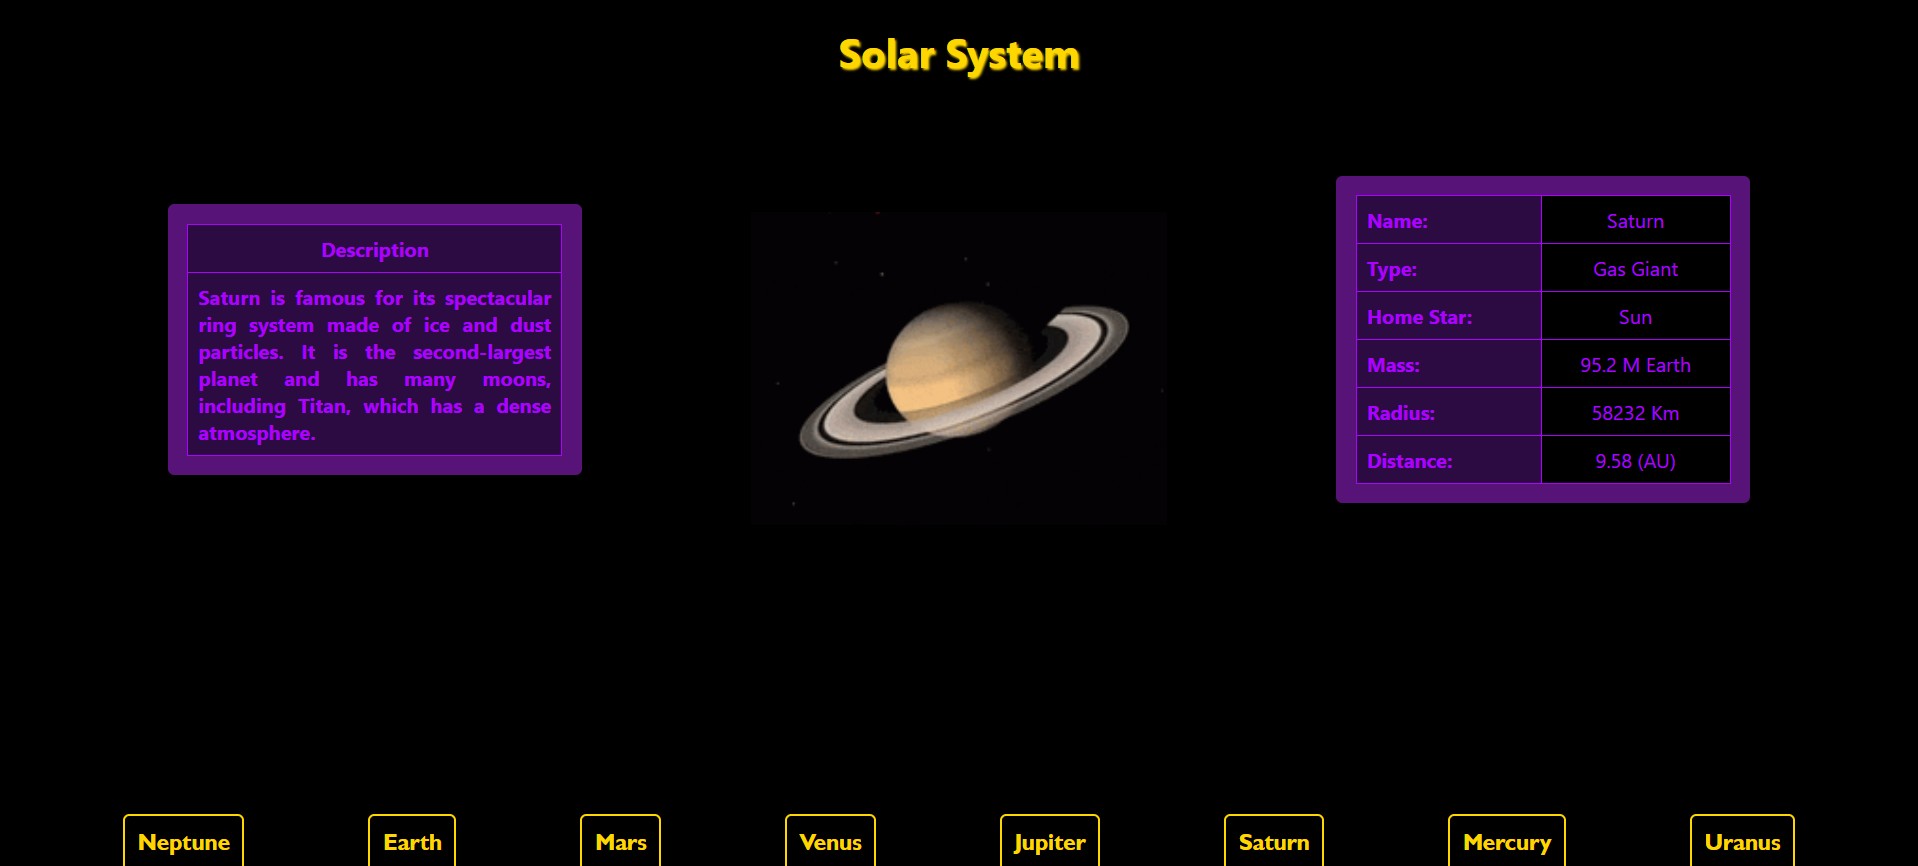 Solar System
Description
Saturn is famous for its spectacular
ring system made of ice and dust
particles. It is the second-largest
planet and has many moons,
including Titan, which has a dense
atmosphere.
Name: Saturn
Type: Gas Giant
Home Star: Sun
Mass: 95.2 M Earth
Radius: 58232 Km
Distance: 9.58 (AU)
Neptune Earth Mars Venus Jupiter Saturn Mercury Uranus